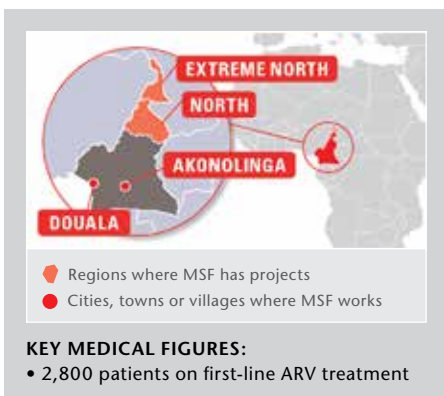 EXTREME NORTH
NORTH
AKONOLINGA
DOUALA
Regions where MSF has projects
Cities, towns or villages where MSF works
KEY MEDICAL FIGURES:
• 2,800 patients on first-line ARV treatment